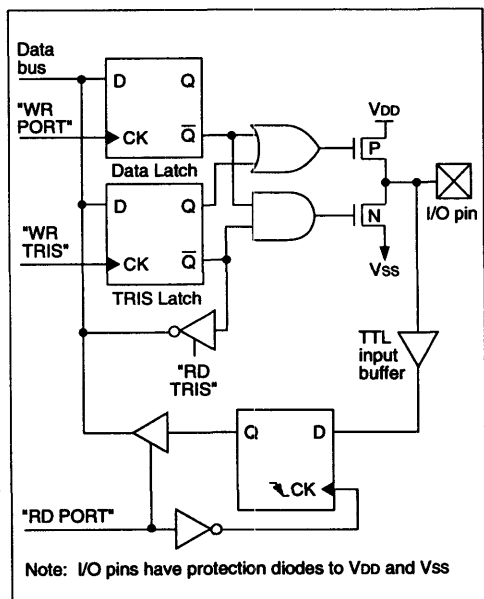 Data
bus
D Q
"WR
PORT"
CK Q̅
Data Latch
VDD
P
I/O pin
N
VSS
D Q
"WR
TRIS"
CK Q̅
TRIS Latch
"RD
TRIS"
TTL
input
buffer
Q D
CK
"RD PORT"
Note: I/O pins have protection diodes to VDD and VSS